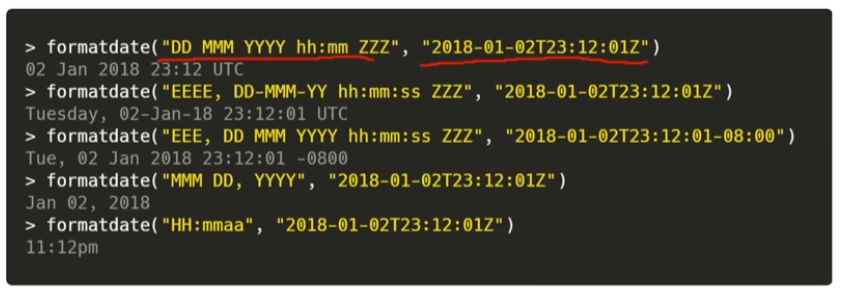 > formatdate("DD MMM YYYY hh:mm ZZZ", "2018-01-02T23:12:01Z")
02 Jan 2018 23:12 UTC
> formatdate("EEEE, DD-MMM-YY hh:mm:ss ZZZ", "2018-01-02T23:12:01Z")
Tuesday, 02-Jan-18 23:12:01 UTC
> formatdate("EEE, DD MMM YYYY hh:mm:ss ZZZ", "2018-01-02T23:12:01-08:00")
Tue, 02 Jan 2018 23:12:01 -0800
> formatdate("MMM DD, YYYY", "2018-01-02T23:12:01Z")
Jan 02, 2018
> formatdate("HH:mmaa", "2018-01-02T23:12:01Z")
11:12pm